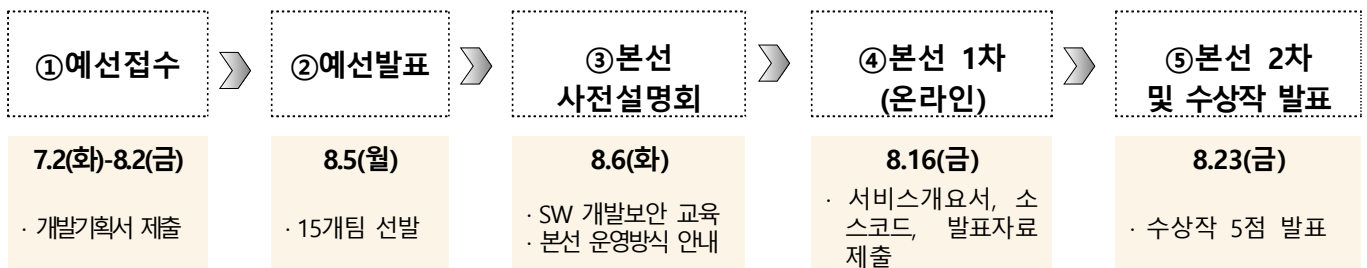 ①예선접수
②예선발표
③본선
사전설명회
④본선 1차
(온라인)
⑤본선 2차
및 수상작 발표
7.2(화)-8.2(금)
· 개발기획서 제출
8.5(월)
· 15개팀 선발
8.6(화)
· SW 개발보안 교육
· 본선 운영방식 안내
8.16(금)
· 서비스개요서, 소
스코드, 발표자료
제출
8.23(금)
· 수상작 5점 발표